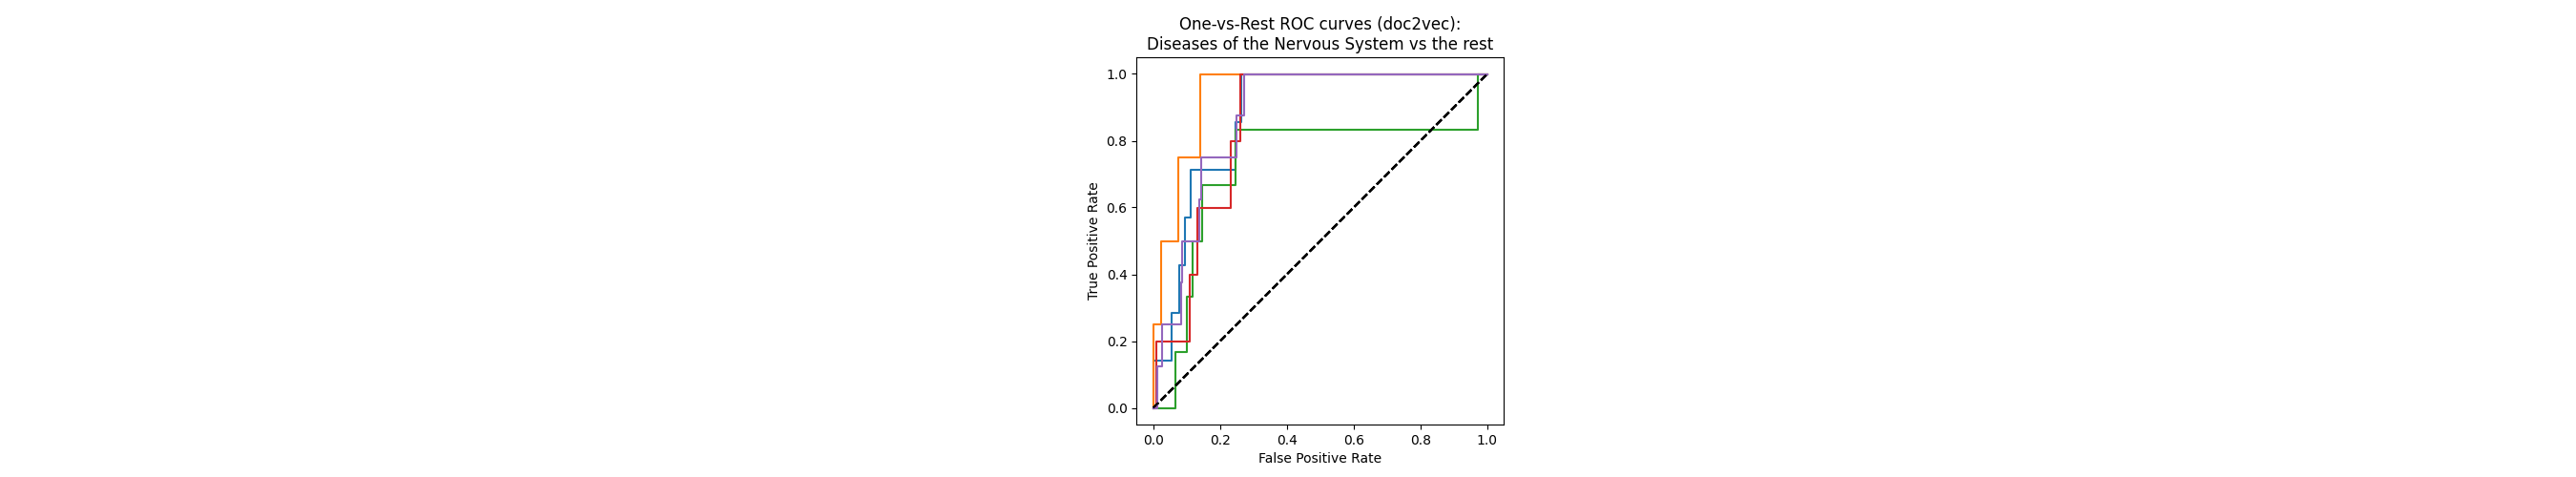 One-vs-Rest ROC curves (doc2vec):
Diseases of the Nervous System vs the rest
True Positive Rate
1.0
0.8
0.6
0.4
0.2
0.0
0.0 0.2 0.4 0.6 0.8 1.0
False Positive Rate